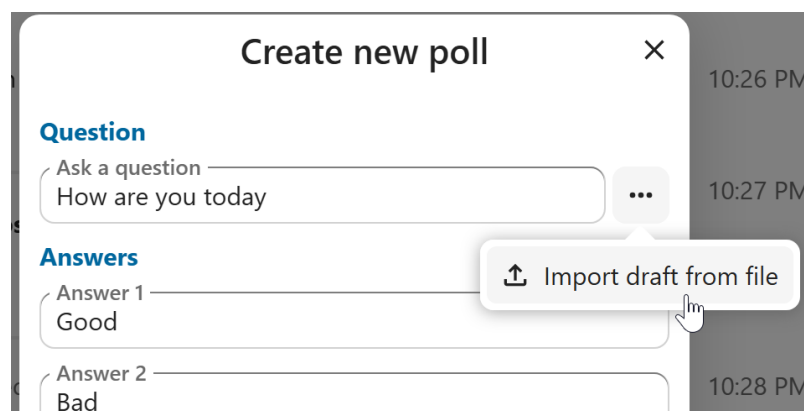 Create new poll
10:26 PM
Question
Ask a question
How are you today
10:27 PM
Answers
Import draft from file
Answer 1
Good
Answer 2
10:28 PM
Bad